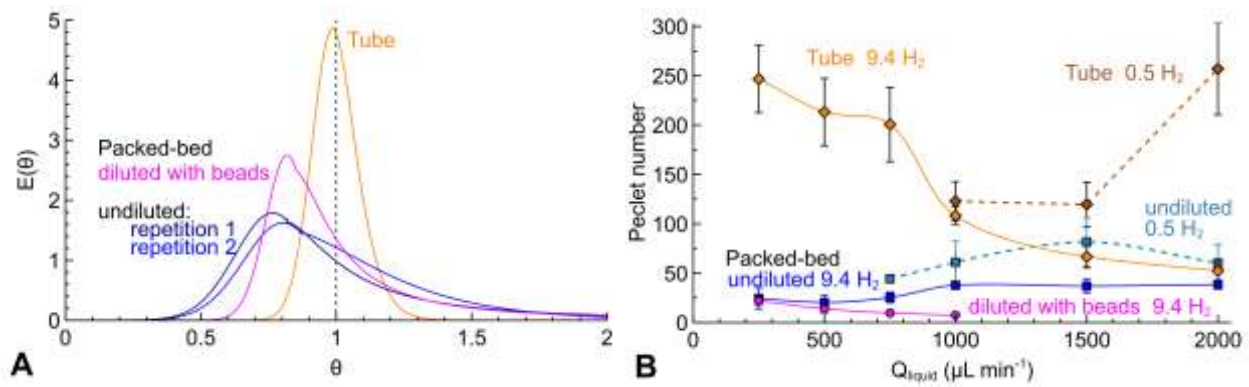 5
4
3
2
1
0
E(θ)
Tube
Packed-bed
diluted with beads
undiluted:
repetition 1
repetition 2
0
0.5
1
1.5
2
θ
A
300
250
200
150
100
50
0
Peclet number
Tube 9.4 H₂
Tube 0.5 H₂
undiluted
0.5 H₂
Packed-bed
undiluted 9.4 H₂
diluted with beads 9.4 H₂
0
500
1000
1500
2000
Q_liquid (µL min⁻¹)
B